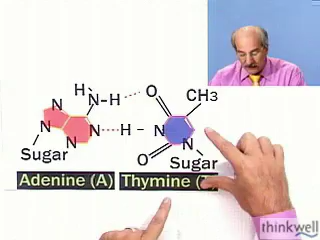 H
N-H
O
CH3
N
N
N
N
H
N
N
O
Sugar
Sugar
Adenine (A)
Thymine (
thinkwell